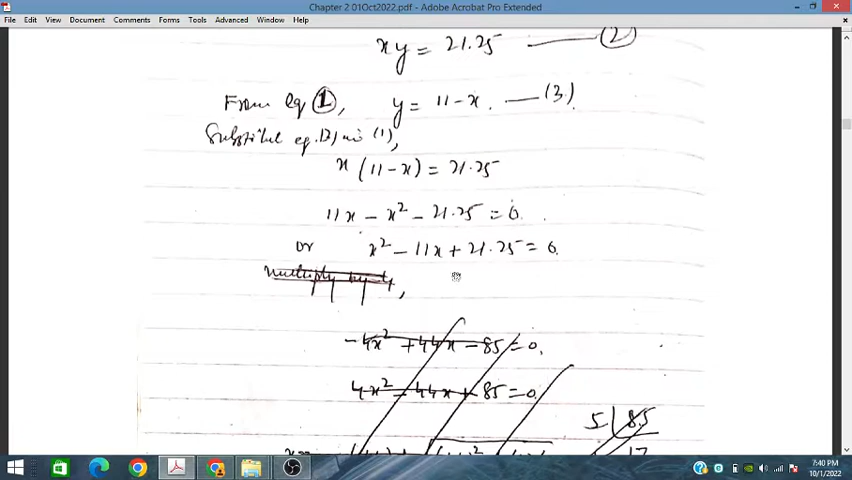 Chapter 2 01Oct2022.pdf - Adobe Acrobat Pro Extended
File Edit View Document Comments Forms Tools Advanced Window Help
xy = 21.25 —— (2)
From eq (1), y = 11-x. —— (3)
Substitute eq. (3) in (1),
x (11-x) = 21.25
11x - x² - 21.25 = 0.
or x² - 11x + 21.25 = 0.
multiply by -4,
-4x² + 44x - 85 = 0.
4x² - 44x + 85 = 0.
5 | 85
17
7:40 PM
10/1/2022